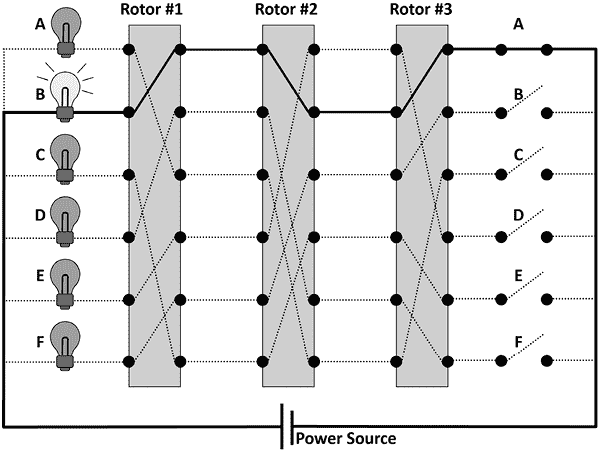 Rotor #1 Rotor #2 Rotor #3
A A
B B
C C
D D
E E
F F
Power Source